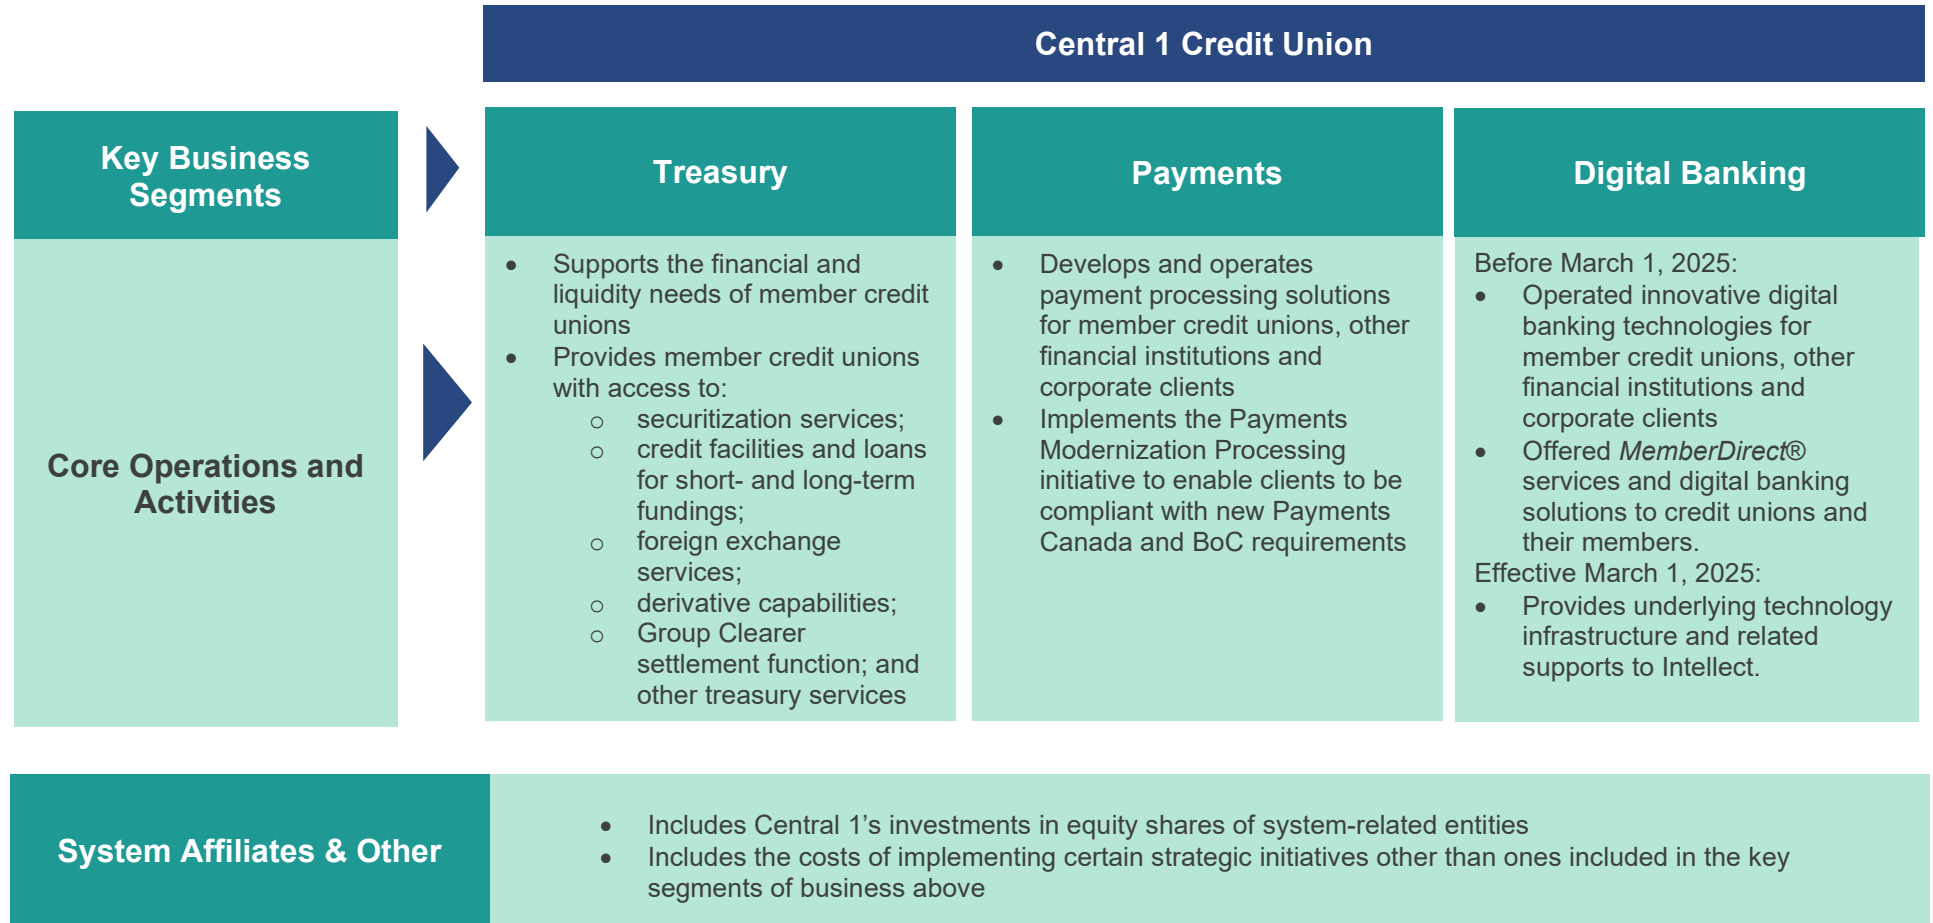 Central 1 Credit Union
Key Business
Segments
Treasury
Payments
Digital Banking
Core Operations and
Activities
• Supports the financial and
liquidity needs of member credit
unions
• Provides member credit unions
with access to:
o securitization services;
o credit facilities and loans
for short- and long-term
fundings;
o foreign exchange
services;
o derivative capabilities;
o Group Clearer
settlement function; and
other treasury services
• Develops and operates
payment processing solutions
for member credit unions, other
financial institutions and
corporate clients
• Implements the Payments
Modernization Processing
initiative to enable clients to be
compliant with new Payments
Canada and BoC requirements
Before March 1, 2025:
• Operated innovative digital
banking technologies for
member credit unions, other
financial institutions and
corporate clients
• Offered MemberDirect®
services and digital banking
solutions to credit unions and
their members.
Effective March 1, 2025:
• Provides underlying technology
infrastructure and related
supports to Intellect.
System Affiliates & Other
• Includes Central 1’s investments in equity shares of system-related entities
• Includes the costs of implementing certain strategic initiatives other than ones included in the key
segments of business above